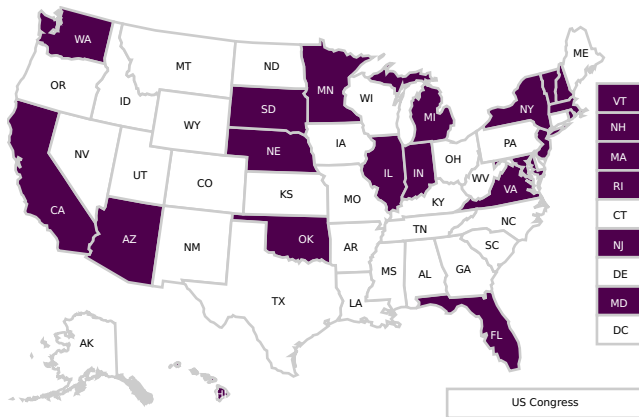 WA
MT
ND
MN
ME
OR
ID
SD
WI
MI
NY
VT
WY
NH
IA
PA
NE
NV
OH
MA
UT
IL
IN
WV
VA
RI
CO
KS
MO
KY
CA
CT
NC
TN
AZ
OK
NM
AR
SC
NJ
MS
AL
GA
DE
TX
LA
MD
DC
FL
AK
HI
US Congress